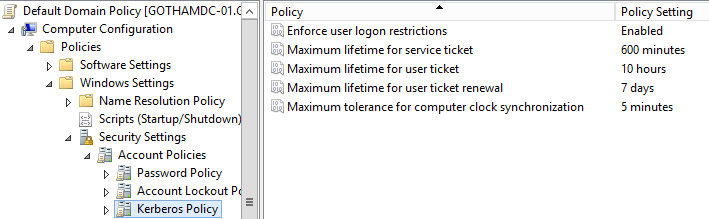 Default Domain Policy [GOTHAMDC-01.
Computer Configuration
Policies
Software Settings
Windows Settings
Name Resolution Policy
Scripts (Startup/Shutdown)
Security Settings
Account Policies
Password Policy
Account Lockout Po
Kerberos Policy
Policy Policy Setting
Enforce user logon restrictions Enabled
Maximum lifetime for service ticket 600 minutes
Maximum lifetime for user ticket 10 hours
Maximum lifetime for user ticket renewal 7 days
Maximum tolerance for computer clock synchronization 5 minutes